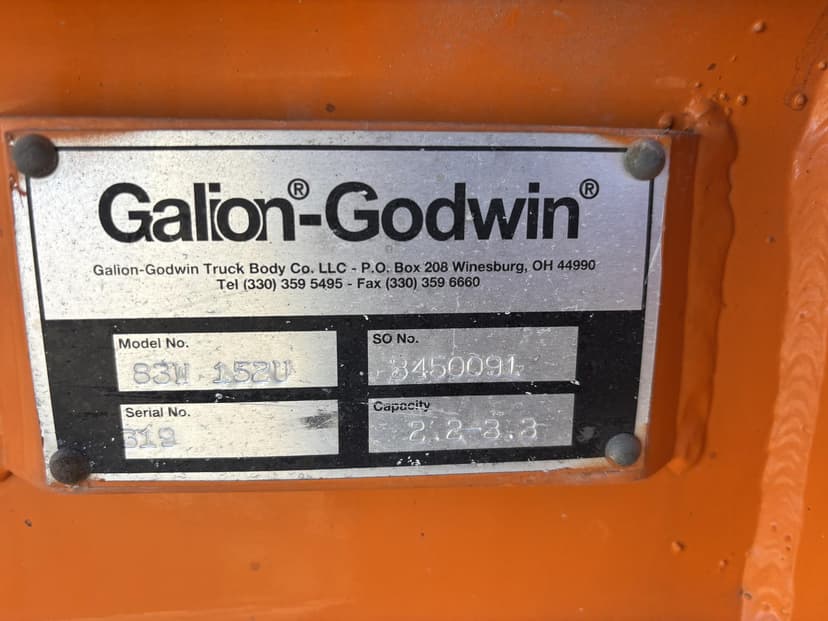 Galion®-Godwin®
Galion-Godwin Truck Body Co. LLC - P.O. Box 208 Winesburg, OH 44990
Tel (330) 359 5495 - Fax (330) 359 6660
Model No. SO No.
83W 152U 3450091
Serial No. Capacity
519 2.2-3.3